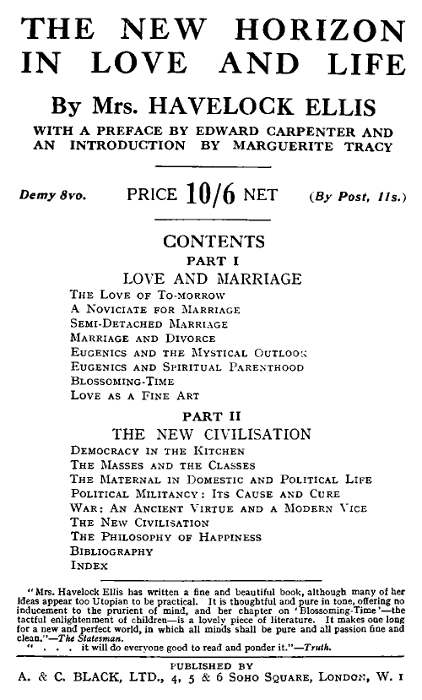 THE NEW HORIZON
IN LOVE AND LIFE
By Mrs. HAVELOCK ELLIS
WITH A PREFACE BY EDWARD CARPENTER AND
AN INTRODUCTION BY MARGUERITE TRACY
Demy 8vo. PRICE 10/6 NET (By Post, 11s.)
CONTENTS
PART I
LOVE AND MARRIAGE
THE LOVE OF TO-MORROW
A NOVICIATE FOR MARRIAGE
SEMI-DETACHED MARRIAGE
MARRIAGE AND DIVORCE
EUGENICS AND THE MYSTICAL OUTLOOK
EUGENICS AND SPIRITUAL PARENTHOOD
BLOSSOMING-TIME
LOVE AS A FINE ART
PART II
THE NEW CIVILISATION
DEMOCRACY IN THE KITCHEN
THE MASSES AND THE CLASSES
THE MATERNAL IN DOMESTIC AND POLITICAL LIFE
POLITICAL MILITANCY: ITS CAUSE AND CURE
WAR: AN ANCIENT VIRTUE AND A MODERN VICE
THE NEW CIVILISATION
THE PHILOSOPHY OF HAPPINESS
BIBLIOGRAPHY
INDEX
"Mrs. Havelock Ellis has written a fine and beautiful book, although many of her
ideas appear too Utopian to be practical. It is thoughtful and pure in tone, offering no
inducement to the prurient of mind, and her chapter on 'Blossoming-Time'—the
tactful enlightenment of children—is a lovely piece of literature. It makes one long
for a new and perfect world, in which all minds shall be pure and all passion fine and
clean."—The Statesman.
" . . . it will do everyone good to read and ponder it."—Truth.
PUBLISHED BY
A. & C. BLACK, LTD., 4, 5 & 6 SOHO SQUARE, LONDON, W. 1